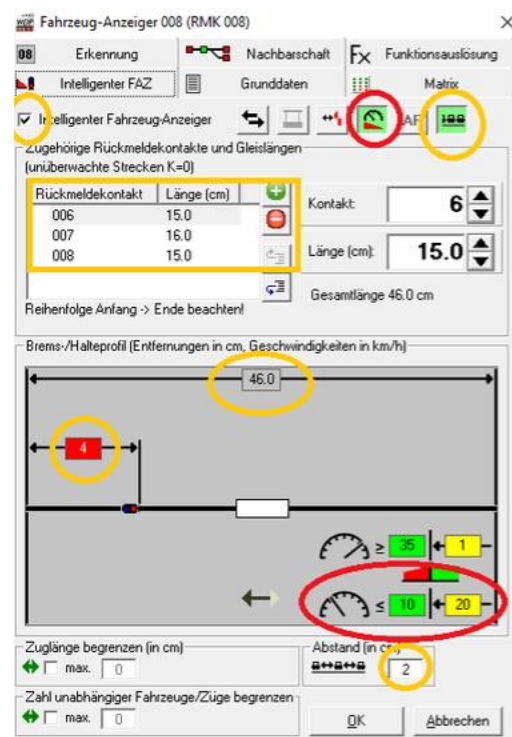 Fahrzeug-Anzeiger 008 (RMK 008)
08 Erkennung Nachbarschaft Fx Funktionsauslösung
Intelligenter FAZ Grunddaten Matrix
Intelligenter Fahrzeug-Anzeiger AF
Zugehörige Rückmeldekontakte und Gleislängen
(unüberwachte Strecken K=0)
Rückmeldekontakt Länge (cm)
006 15.0
007 16.0
008 15.0
Kontakt: 6
Länge (cm): 15.0
Gesamtlänge 46.0 cm
Reihenfolge Anfang -> Ende beachten!
Brems-/Halteprofil (Entfernungen in cm, Geschwindigkeiten in km/h)
46.0
4
≥ 35 1
≤ 10 20
Zuglänge begrenzen (in cm)
max. 0
Abstand (in cm)
2
Zahl unabhängiger Fahrzeuge/Züge begrenzen
max. 0
OK Abbrechen